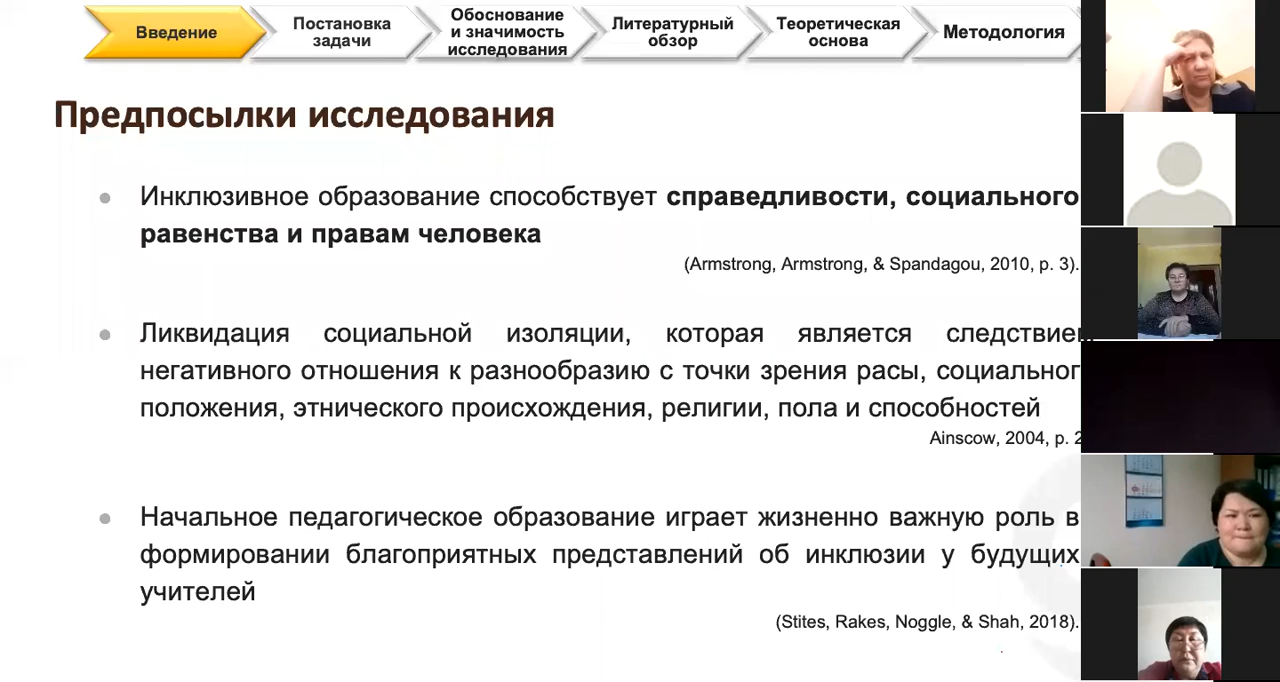 Введение
Постановка
задачи
Обоснование
и значимость
исследования
Литературный
обзор
Теоретическая
основа
Методология
Предпосылки исследования
Инклюзивное образование способствует справедливости, социального
равенства и правам человека
(Armstrong, Armstrong, & Spandagou, 2010, p. 3).
Ликвидация социальной изоляции, которая является следствием
негативного отношения к разнообразию с точки зрения расы, социальног
положения, этнического происхождения, религии, пола и способностей
Ainscow, 2004, p. 2
Начальное педагогическое образование играет жизненно важную роль в
формировании благоприятных представлений об инклюзии у будущих
учителей
(Stites, Rakes, Noggle, & Shah, 2018).